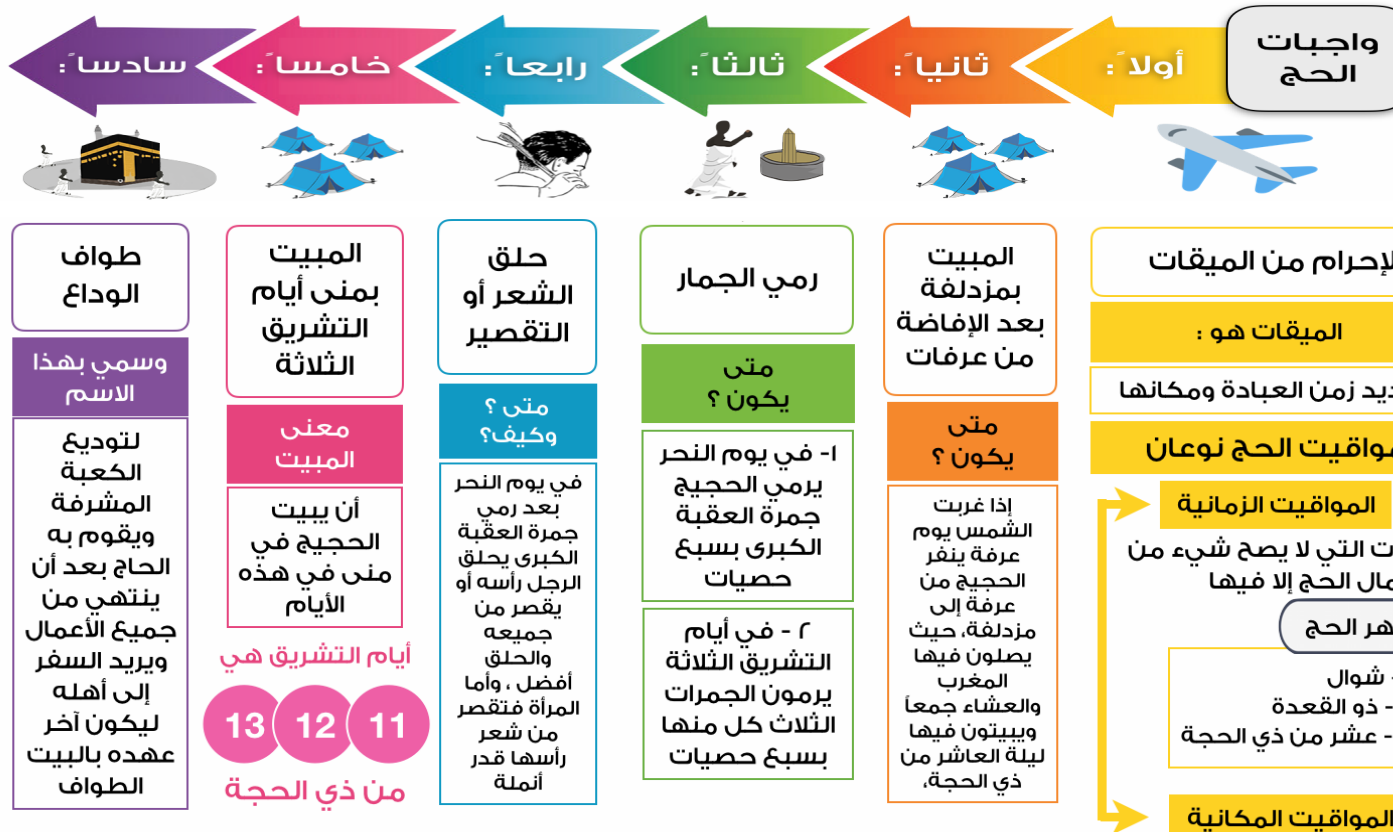 واجبات
الحج
أولاً :
ثانياً :
ثالثاً :
رابعاً :
خامساً :
سادساً :
من الميقات
الميقات هو :
زمن العبادة ومكانها
الحج نوعان
المواقيت الزمانية
التي لا يصح شيء من
الحج إلا فيها
الحج
شوال
- ذو القعدة
- عشر من ذي الحجة
المواقيت المكانية
المبيت
بمزدلفة
بعد الإفاضة
من عرفات
متى
يكون ؟
إذا غربت
الشمس يوم
عرفة ينفر
الحجيج من
عرفة إلى
مزدلفة، حيث
يصلون فيها
المغرب
والعشاء جمعاً
ويبيتون فيها
ليلة العاشر من
ذي الحجة،
رمي الجمار
متى
يكون ؟
١- في يوم النحر
يرمي الحجيج
جمرة العقبة
الكبرى بسبع
حصيات
٢ - في أيام
التشريق الثلاثة
يرمون الجمرات
الثلاث كل منها
بسبع حصيات
حلق
الشعر أو
التقصير
متى ؟
وكيف؟
في يوم النحر
بعد رمي
جمرة العقبة
الكبرى يحلق
الرجل رأسه أو
يقصر من
جميعه
والحلق
أفضل ، وأما
المرأة فتقصر
من شعر
رأسها قدر
أنملة
المبيت
بمنى أيام
التشريق
الثلاثة
معنى
المبيت
أن يبيت
الحجيج في
منى في هذه
الأيام
أيام التشريق هي
11 12 13
من ذي الحجة
طواف
الوداع
وسمي بهذا
الاسم
لتوديع
الكعبة
المشرفة
ويقوم به
الحاج بعد أن
ينتهي من
جميع الأعمال
ويريد السفر
إلى أهله
ليكون آخر
عهده بالبيت
الطواف